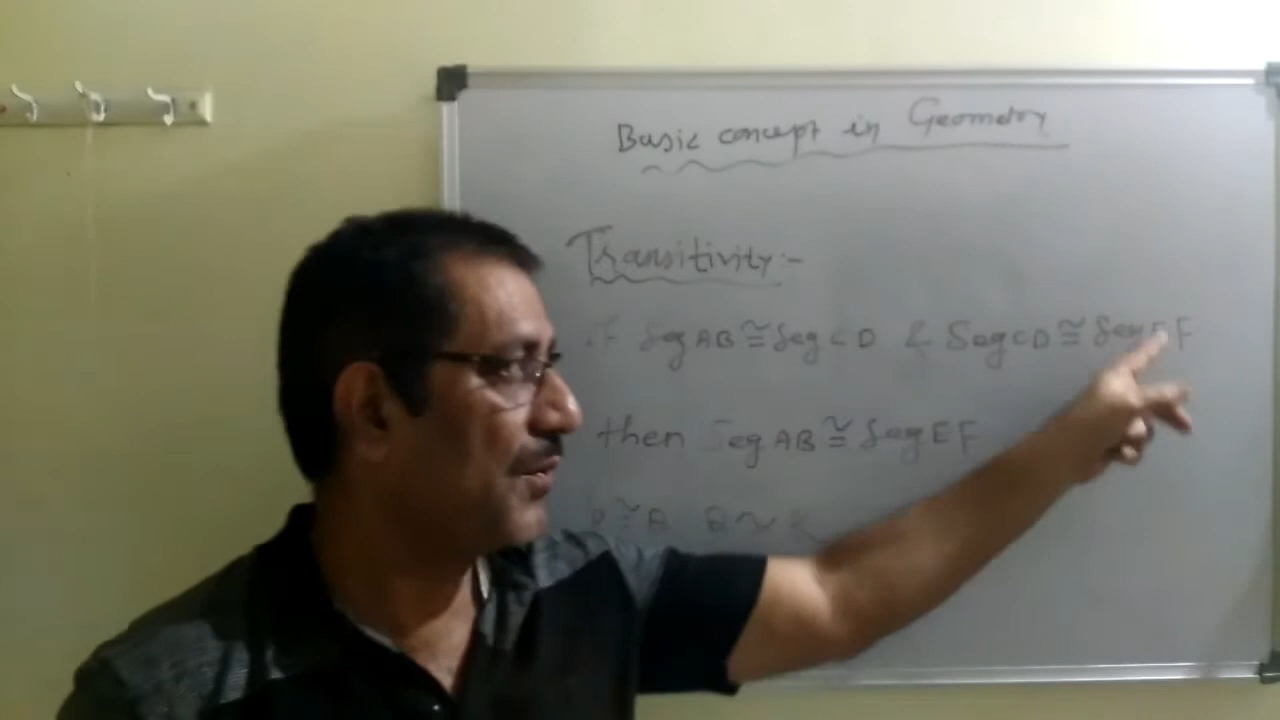 Basic concept in Geometry
Transitivity :-
If Seg AB ≅ Seg CD & Seg CD ≅ Seg EF
then Seg AB ≅ Seg EF